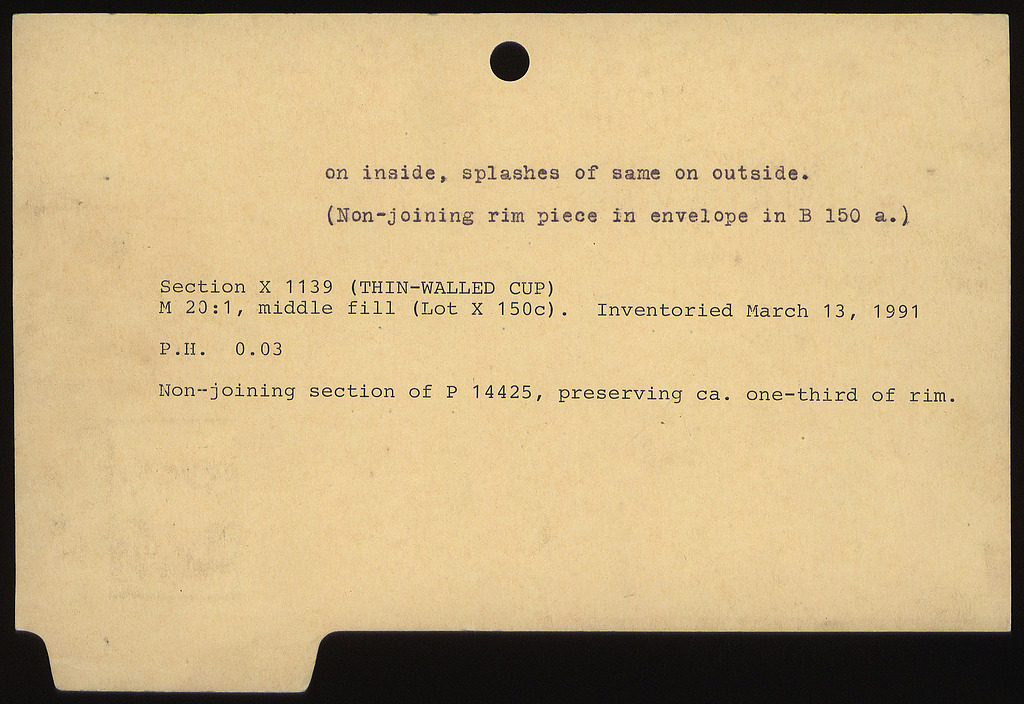 on inside, splashes of same on outside.
(Non-joining rim piece in envelope in B 150 a.)
Section X 1139 (THIN-WALLED CUP)
M 20:1, middle fill (Lot X 150c).  Inventoried March 13, 1991
P.H.  0.03
Non-joining section of P 14425, preserving ca. one-third of rim.